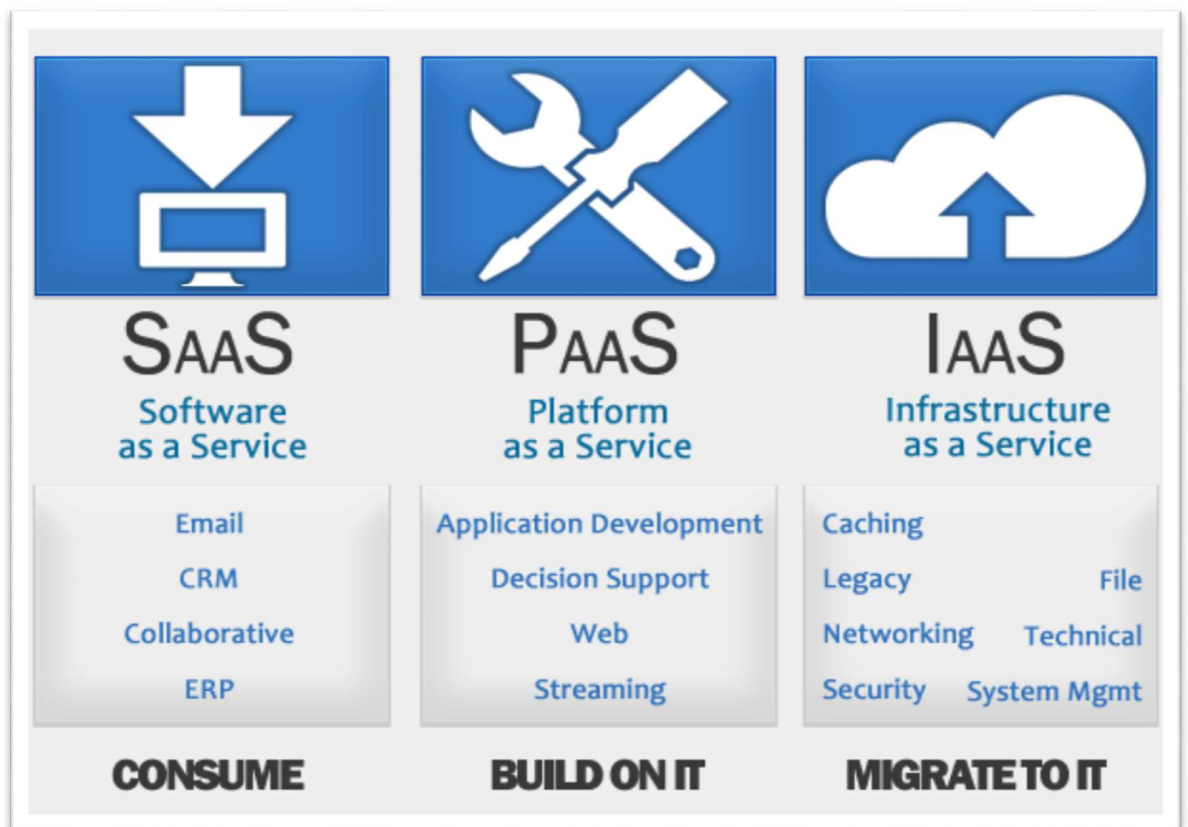 SAAS
Software
as a Service
Email
CRM
Collaborative
ERP
CONSUME
PAAS
Platform
as a Service
Application Development
Decision Support
Web
Streaming
BUILD ON IT
IAAS
Infrastructure
as a Service
Caching
Legacy File
Networking Technical
Security System Mgmt
MIGRATE TO IT